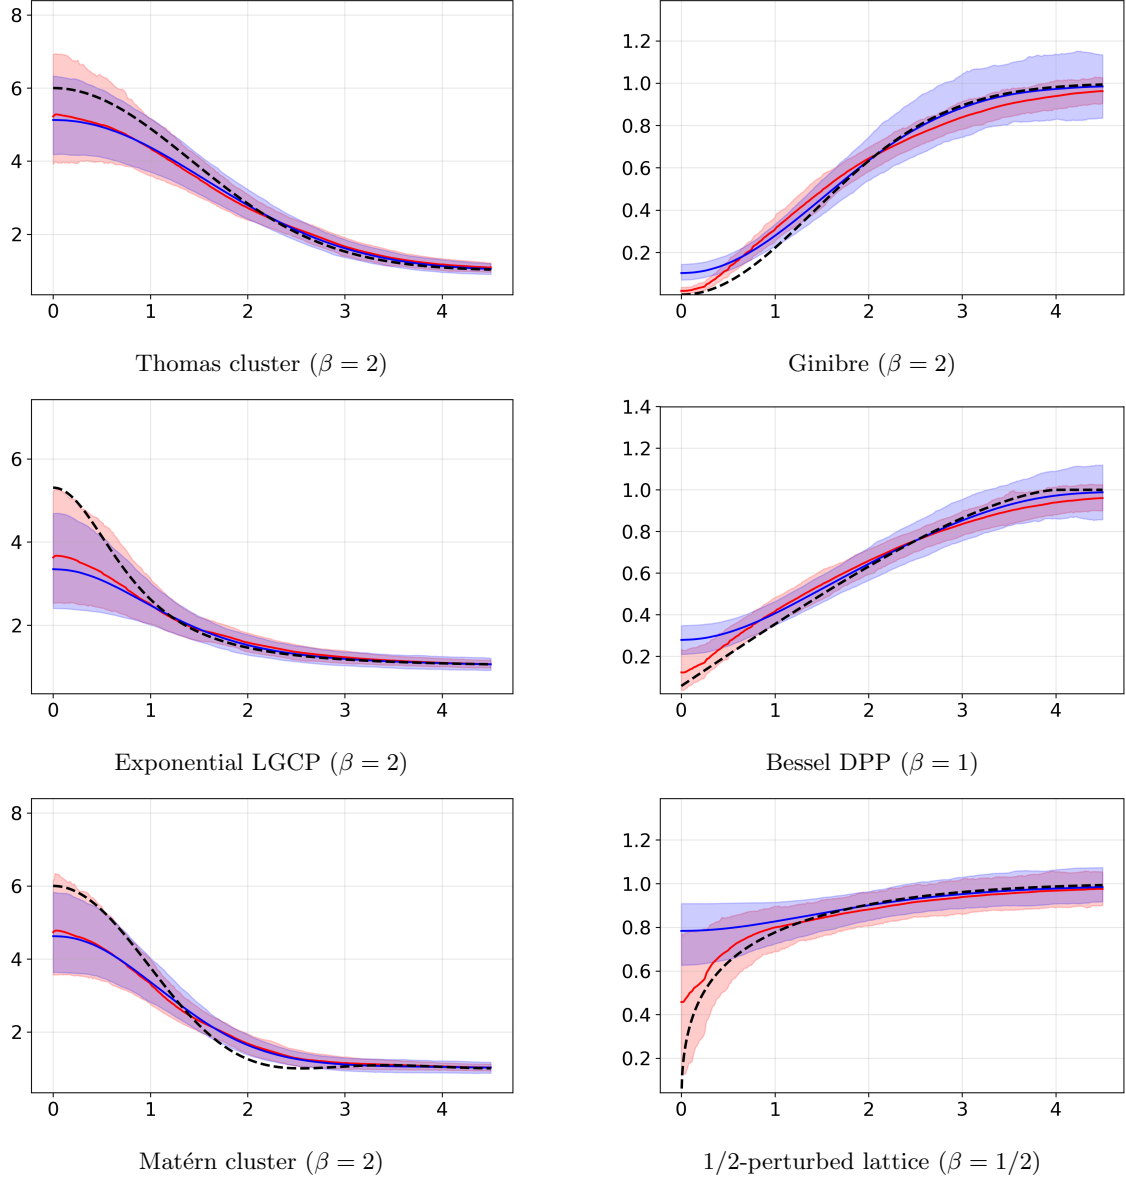 8
6
4
2
0 1 2 3 4
Thomas cluster (β = 2)
1.2
1.0
0.8
0.6
0.4
0.2
0 1 2 3 4
Ginibre (β = 2)
6
4
2
0 1 2 3 4
Exponential LGCP (β = 2)
1.4
1.2
1.0
0.8
0.6
0.4
0.2
0 1 2 3 4
Bessel DPP (β = 1)
8
6
4
2
0 1 2 3 4
Matérn cluster (β = 2)
1.2
1.0
0.8
0.6
0.4
0.2
0 1 2 3 4
1/2-perturbed lattice (β = 1/2)